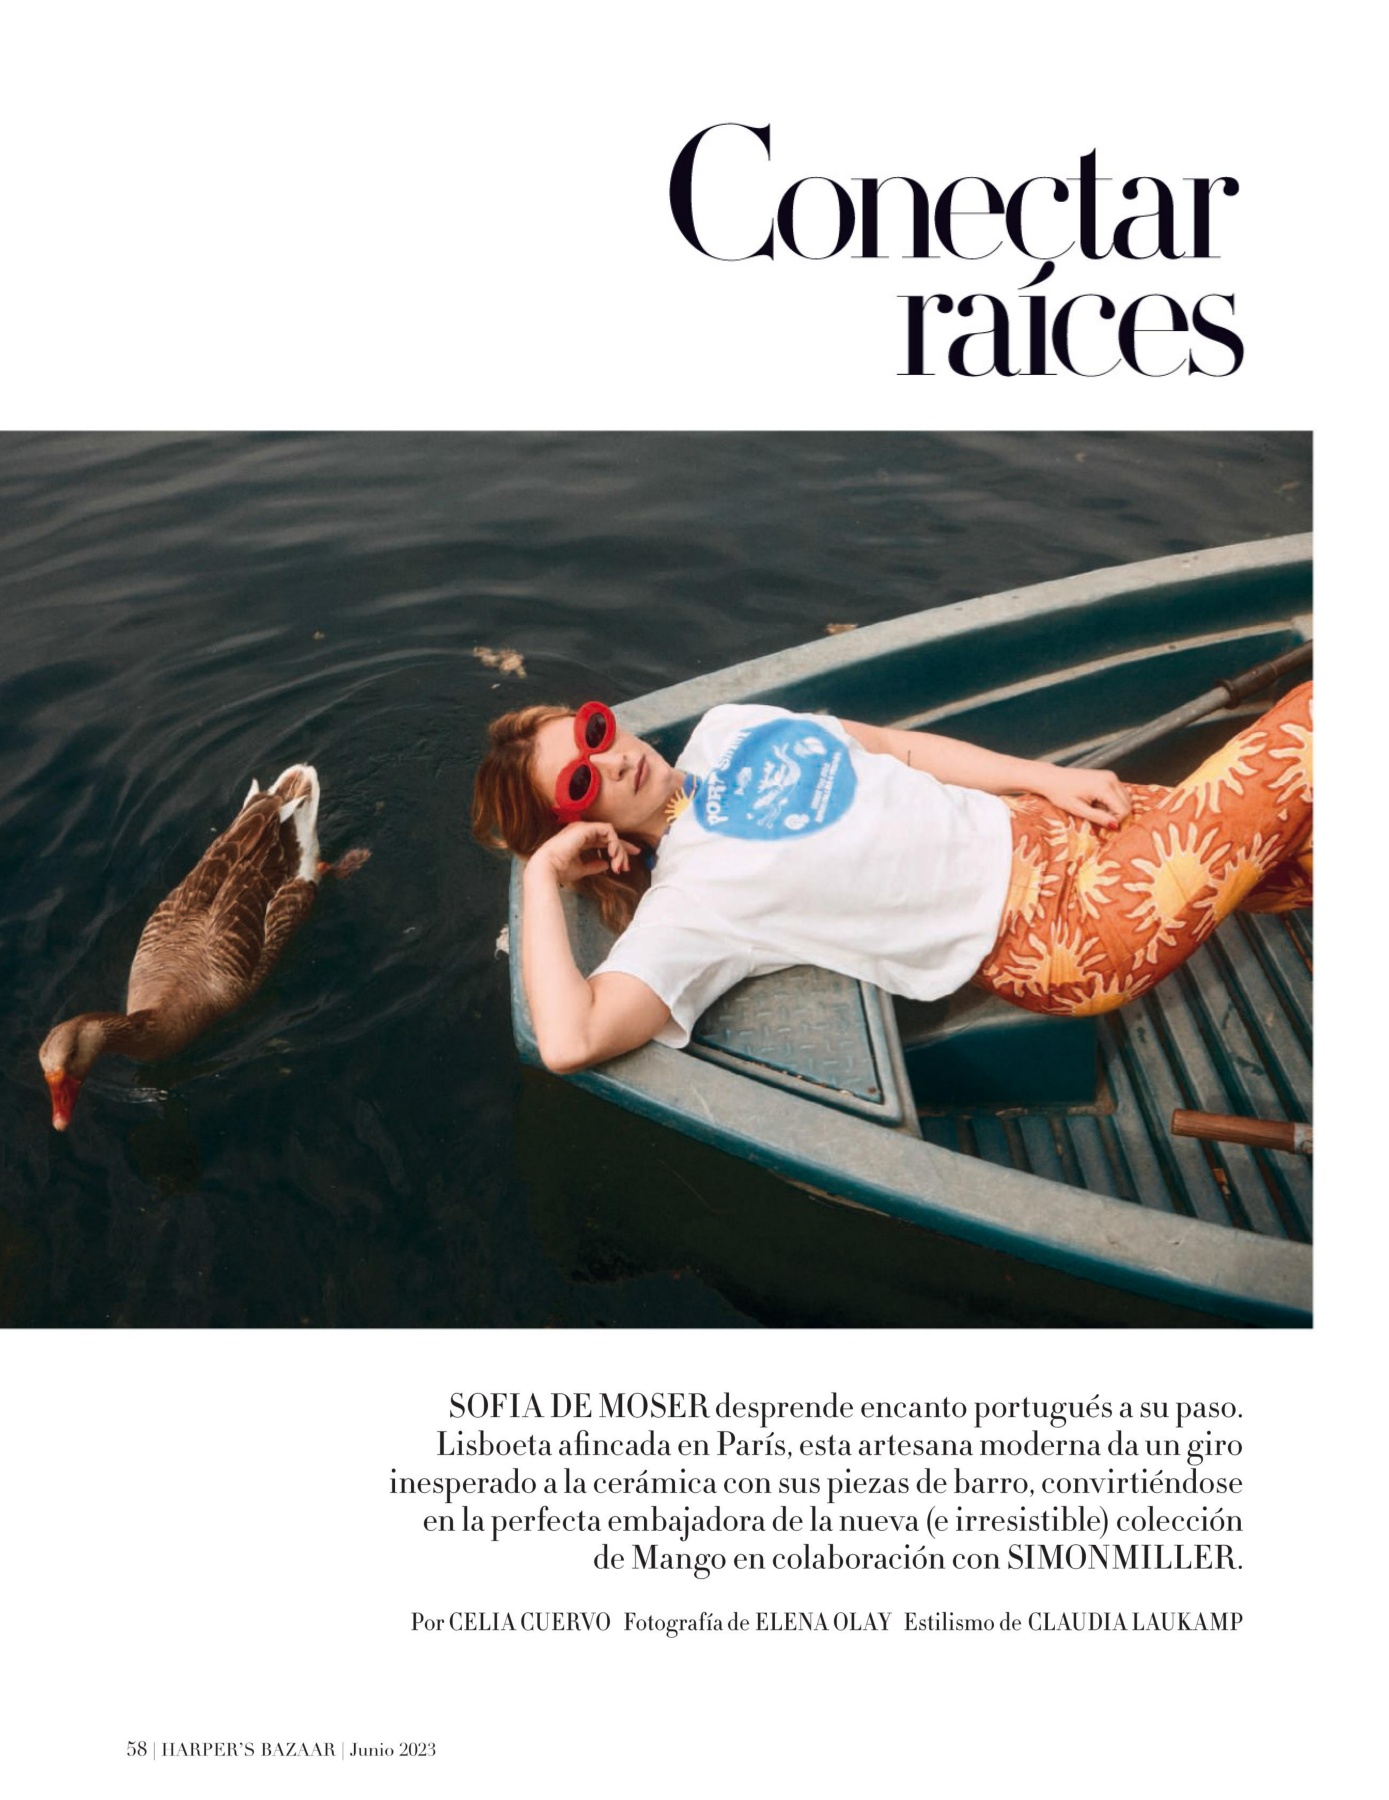 Conectar
raíces
PORT
SOFIA DE MOSER desprende encanto portugués a su paso.
Lisboeta afincada en París, esta artesana moderna da un giro
inesperado a la cerámica con sus piezas de barro, convirtiéndose
en la perfecta embajadora de la nueva (e irresistible) colección
de Mango en colaboración con SIMONMILLER.
Por CELIA CUERVO Fotografía de ELENA OLAY Estilismo de CLAUDIA LAUKAMP
58 | HARPER'S BAZAAR | Junio 2023